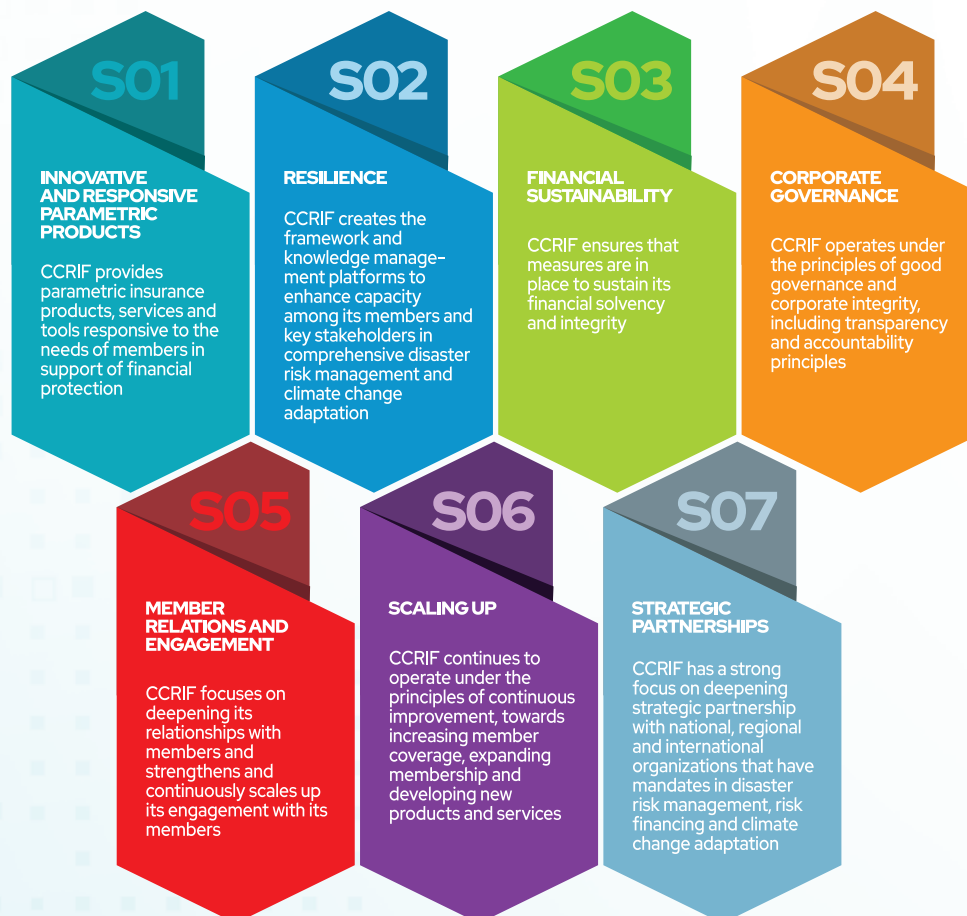 S01
INNOVATIVE
AND RESPONSIVE
PARAMETRIC
PRODUCTS
CCRIF provides
parametric insurance
products, services and
tools responsive to the
needs of members in
support of financial
protection
S02
RESILIENCE
CCRIF creates the
framework and
knowledge manage-
ment platforms to
enhance capacity
among its members and
key stakeholders in
comprehensive disaster
risk management and
climate change
adaptation
S03
FINANCIAL
SUSTAINABILITY
CCRIF ensures that
measures are in
place to sustain its
financial solvency
and integrity
S04
CORPORATE
GOVERNANCE
CCRIF operates under
the principles of good
governance and
corporate integrity,
including transparency
and accountability
principles
S05
MEMBER
RELATIONS AND
ENGAGEMENT
CCRIF focuses on
deepening its
relationships with
members and
strengthens and
continuously scales up
its engagement with its
members
S06
SCALING UP
CCRIF continues to
operate under the
principles of continuous
improvement, towards
increasing member
coverage, expanding
membership and
developing new
products and services
S07
STRATEGIC
PARTNERSHIPS
CCRIF has a strong
focus on deepening
strategic partnership
with national, regional
and international
organizations that have
mandates in disaster
risk management, risk
financing and climate
change adaptation